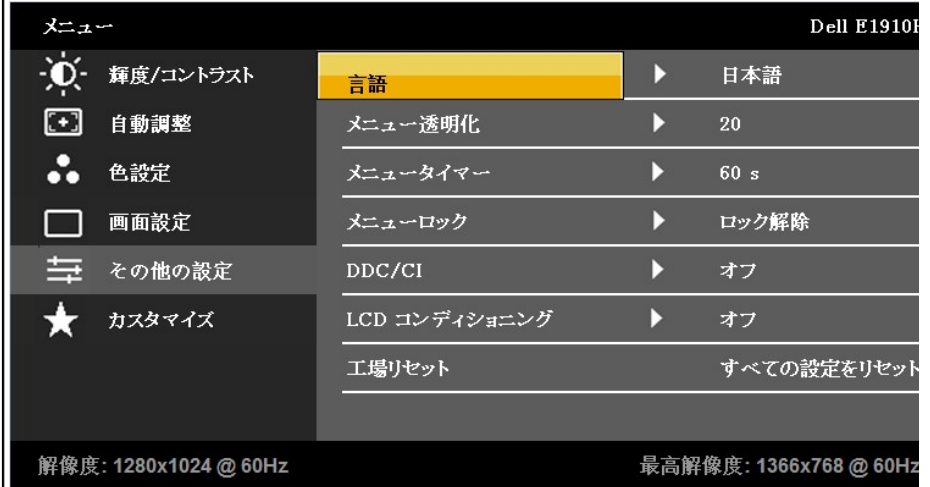 メニュー Dell E1910H
輝度/コントラスト 言語 日本語
自動調整 メニュー透明化 20
色設定 メニュータイマー 60 s
画面設定 メニューロック ロック解除
その他の設定 DDC/CI オフ
カスタマイズ LCD コンディショニング オフ
工場リセット すべての設定をリセット
解像度: 1280x1024 @ 60Hz 最高解像度: 1366x768 @ 60Hz